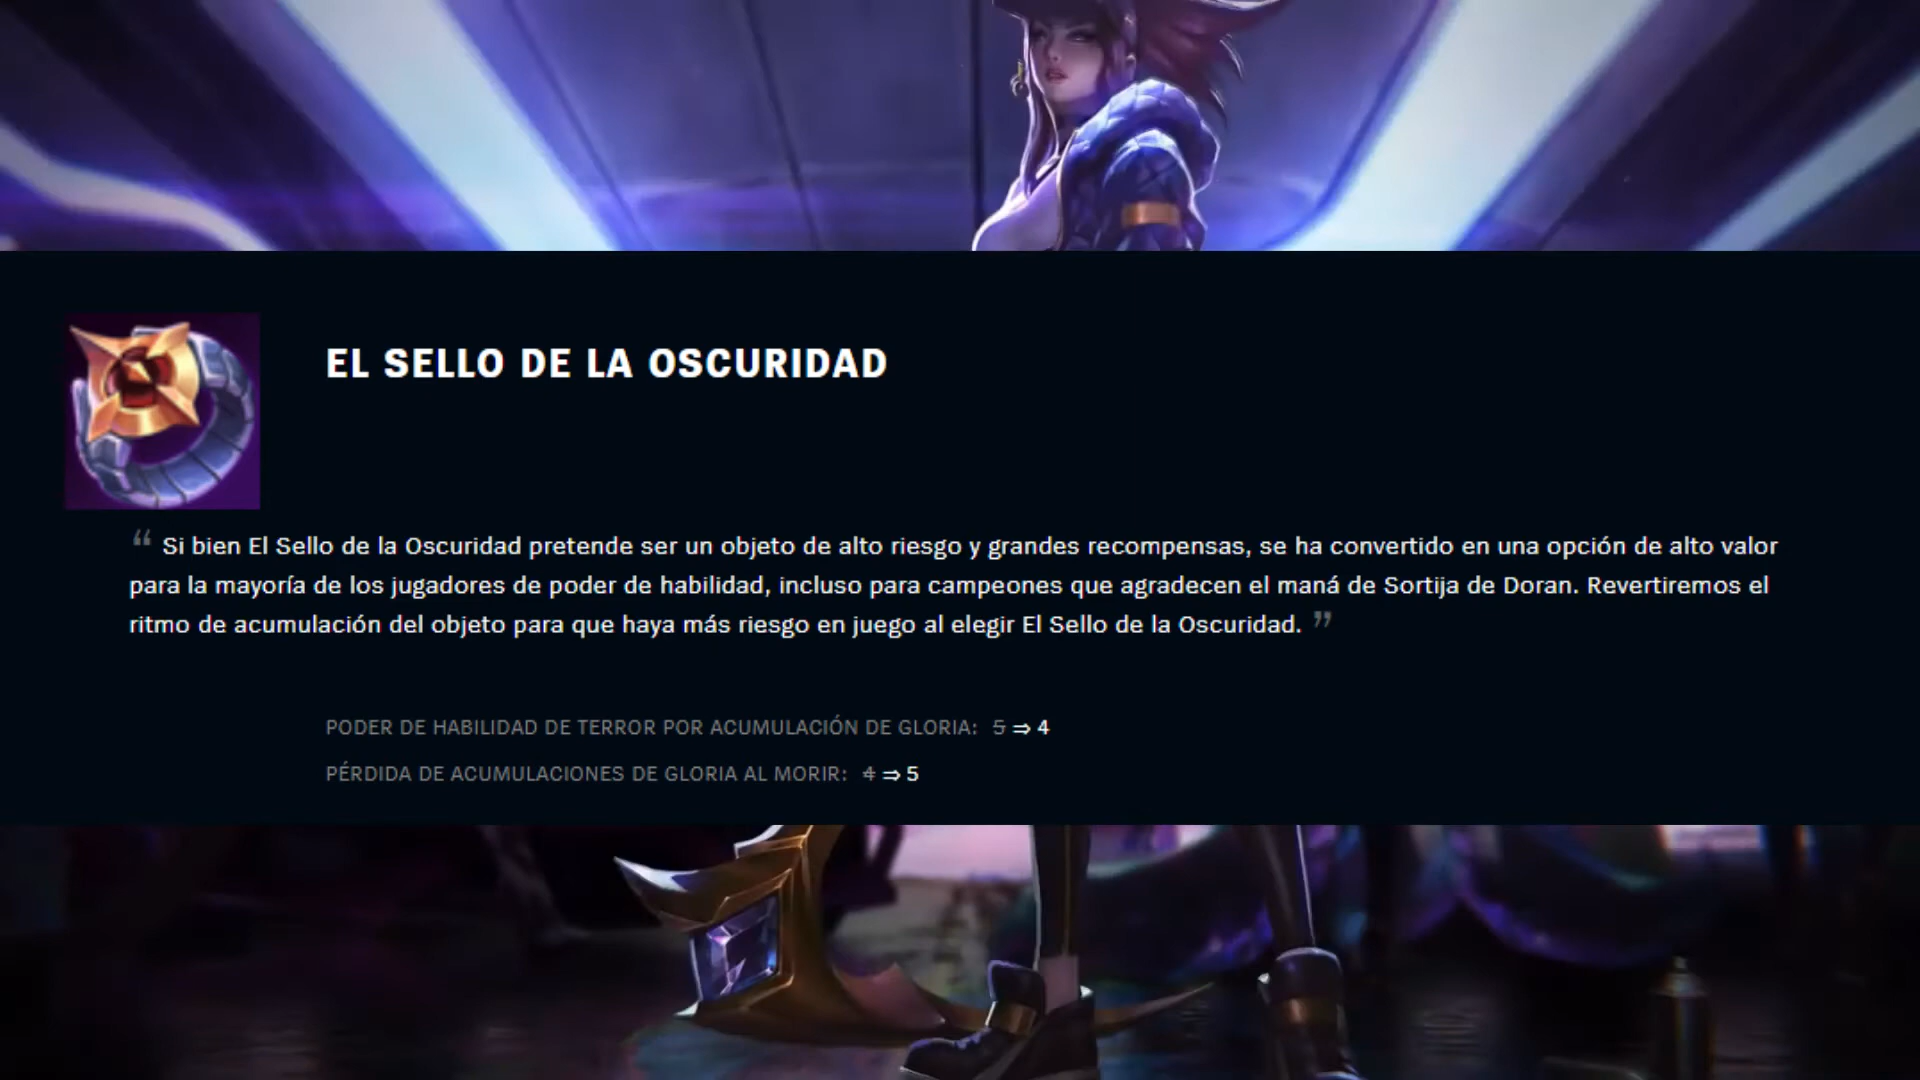 EL SELLO DE LA OSCURIDAD
“ Si bien El Sello de la Oscuridad pretende ser un objeto de alto riesgo y grandes recompensas, se ha convertido en una opción de alto valor
para la mayoría de los jugadores de poder de habilidad, incluso para campeones que agradecen el maná de Sortija de Doran. Revertiremos el
ritmo de acumulación del objeto para que haya más riesgo en juego al elegir El Sello de la Oscuridad. ”
PODER DE HABILIDAD DE TERROR POR ACUMULACIÓN DE GLORIA: 5 ⇒ 4
PÉRDIDA DE ACUMULACIONES DE GLORIA AL MORIR: 4 ⇒ 5